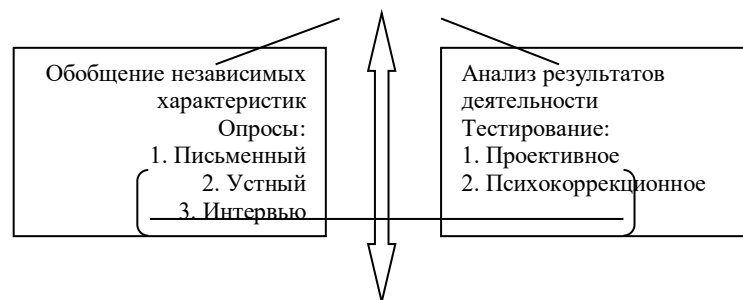 Обобщение независимых
характеристик
Опросы:
1. Письменный
2. Устный
3. Интервью
Анализ результатов
деятельности
Тестирование:
1. Проективное
2. Психокоррекционное